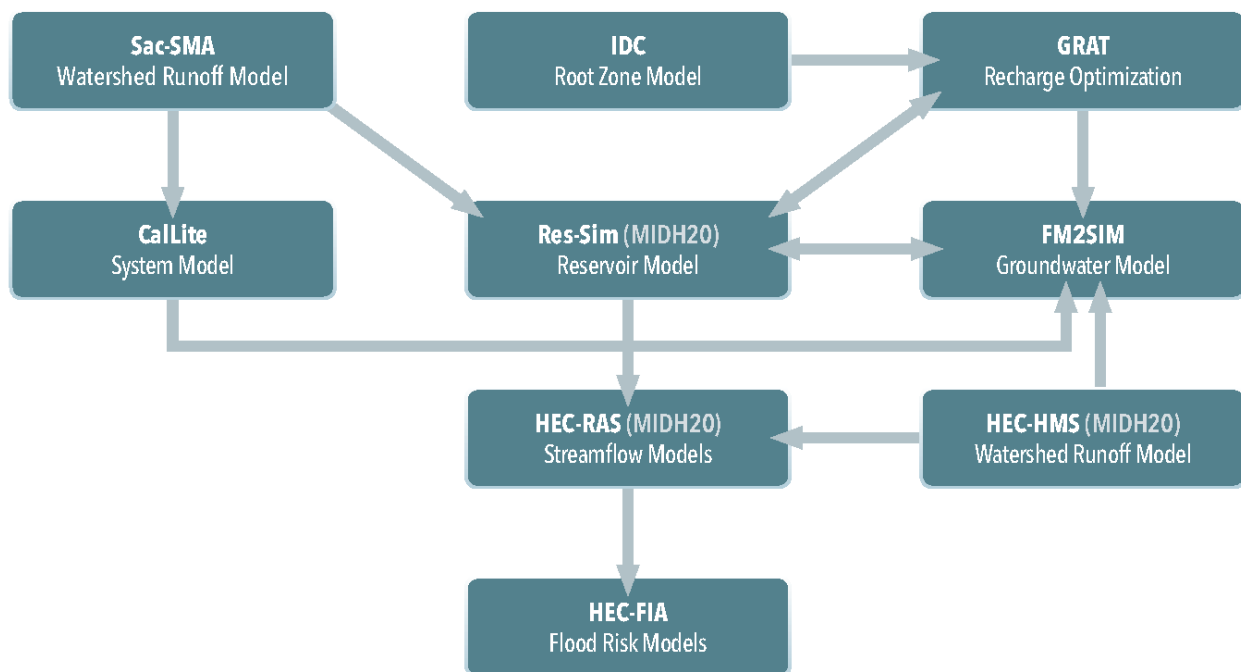 Sac-SMA
Watershed Runoff Model
IDC
Root Zone Model
GRAT
Recharge Optimization
CalLite
System Model
Res-Sim (MIDH20)
Reservoir Model
FM2SIM
Groundwater Model
HEC-RAS (MIDH20)
Streamflow Models
HEC-HMS (MIDH20)
Watershed Runoff Model
HEC-FIA
Flood Risk Models